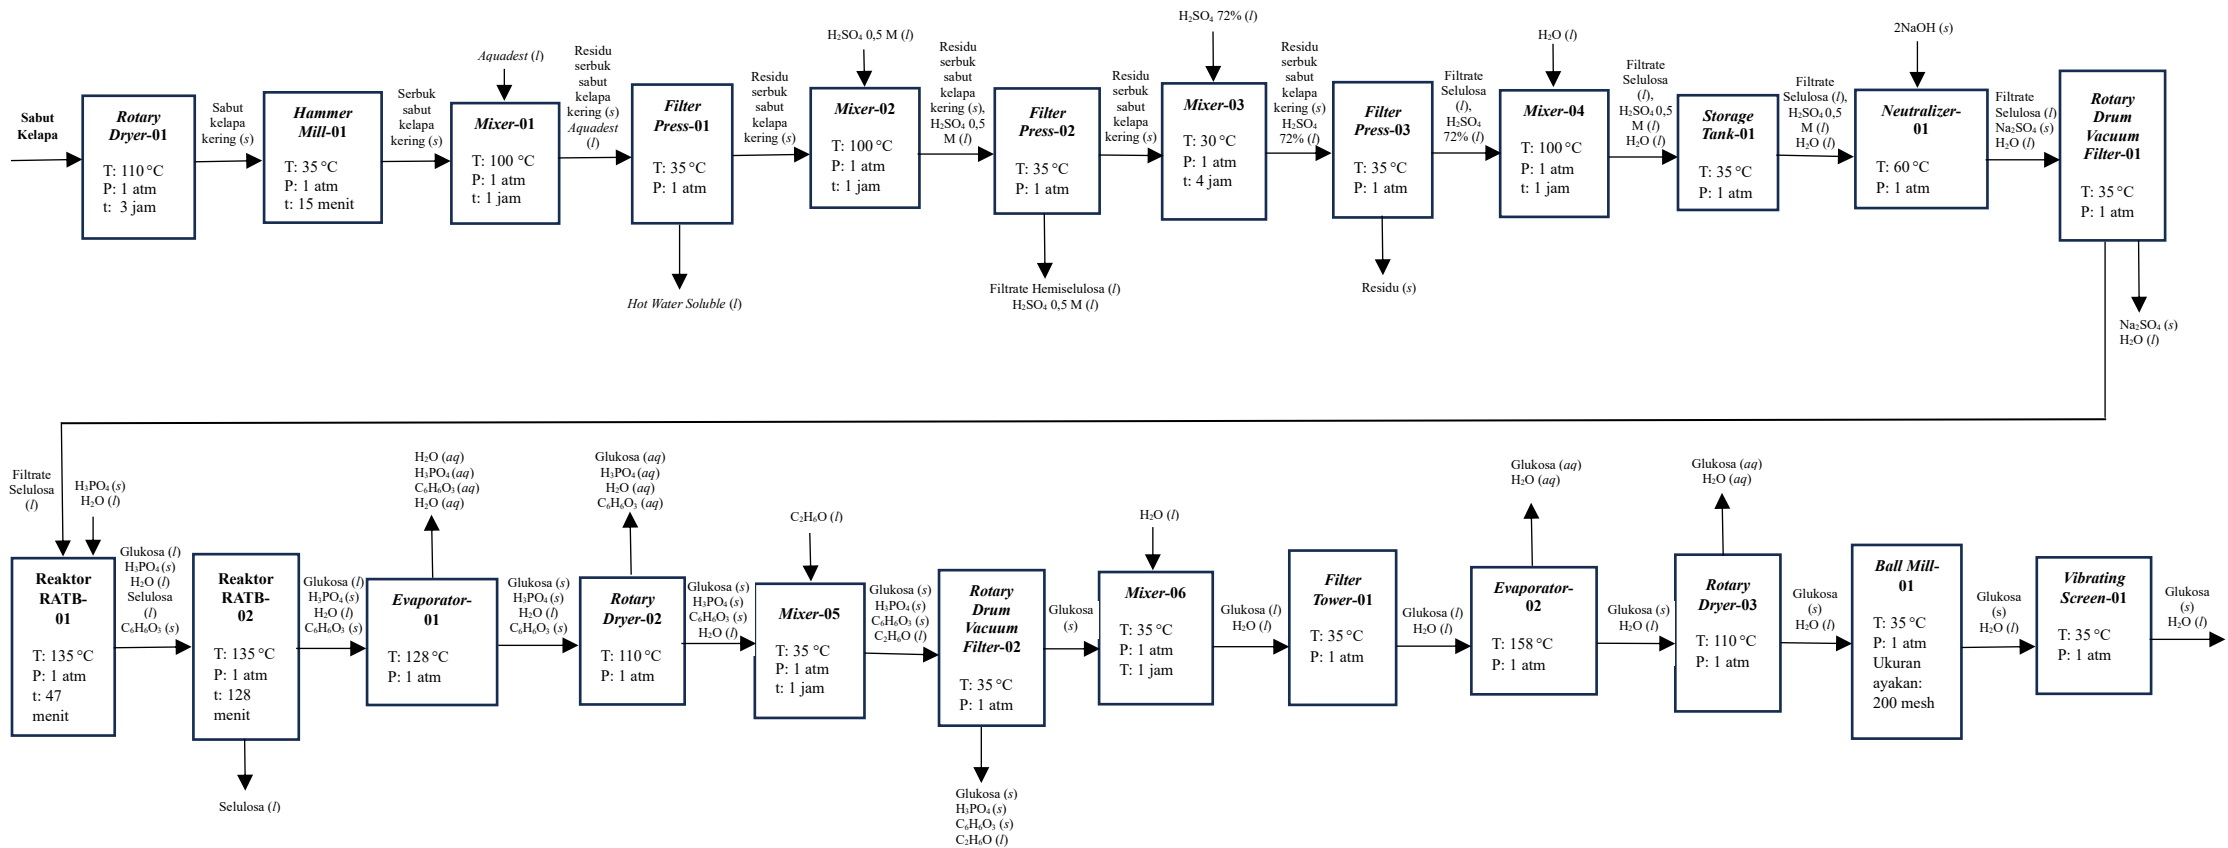 Sabut
Kelapa
Rotary
Dryer-01
T: 110 °C
P: 1 atm
t: 3 jam
Sabut
kelapa
kering (s)
Hammer
Mill-01
T: 35 °C
P: 1 atm
t: 15 menit
Serbuk
sabut
kelapa
kering (s)
Aquadest (l)
Mixer-01
T: 100 °C
P: 1 atm
t: 1 jam
Residu
serbuk
sabut
kelapa
kering (s)
Aquadest
(l)
Filter
Press-01
T: 35 °C
P: 1 atm
Hot Water Soluble (l)
Residu
serbuk
sabut
kelapa
kering (s)
H₂SO₄ 0,5 M (l)
Mixer-02
T: 100 °C
P: 1 atm
t: 1 jam
Residu
serbuk
sabut
kelapa
kering (s),
H₂SO₄ 0,5
M (l)
Filter
Press-02
T: 35 °C
P: 1 atm
Filtrate Hemiselulosa (l)
H₂SO₄ 0,5 M (l)
Residu
serbuk
sabut
kelapa
kering (s)
H₂SO₄ 72% (l)
Mixer-03
T: 30 °C
P: 1 atm
t: 4 jam
Residu
serbuk
sabut
kelapa
kering (s)
H₂SO₄
72% (l)
Filter
Press-03
T: 35 °C
P: 1 atm
Residu (s)
Filtrate
Selulosa
(l),
H₂SO₄
72% (l)
H₂O (l)
Mixer-04
T: 100 °C
P: 1 atm
t: 1 jam
Filtrate
Selulosa
(l),
H₂SO₄ 0,5
M (l)
H₂O (l)
Storage
Tank-01
T: 35 °C
P: 1 atm
Filtrate
Selulosa (l),
H₂SO₄ 0,5
M (l)
H₂O (l)
2NaOH (s)
Neutralizer-
01
T: 60 °C
P: 1 atm
Filtrate
Selulosa (l)
Na₂SO₄ (s)
H₂O (l)
Rotary
Drum
Vacuum
Filter-01
T: 35 °C
P: 1 atm
Na₂SO₄ (s)
H₂O (l)
Filtrate
Selulosa
(l)
H₃PO₄ (s)
H₂O (l)
Reaktor
RATB-
01
T: 135 °C
P: 1 atm
t: 47
menit
Glukosa (l)
H₃PO₄ (s)
H₂O (l)
Selulosa
(l)
C₆H₆O₃ (s)
Reaktor
RATB-
02
T: 135 °C
P: 1 atm
t: 128
menit
Selulosa (l)
Glukosa (l)
H₃PO₄ (s)
H₂O (l)
C₆H₆O₃ (s)
H₂O (aq)
H₃PO₄ (aq)
C₆H₆O₃ (aq)
H₂O (aq)
Evaporator-
01
T: 128 °C
P: 1 atm
Glukosa (s)
H₃PO₄ (s)
H₂O (l)
C₆H₆O₃ (s)
Glukosa (aq)
H₃PO₄ (aq)
H₂O (aq)
C₆H₆O₃ (aq)
Rotary
Dryer-02
T: 110 °C
P: 1 atm
Glukosa (s)
H₃PO₄ (s)
C₆H₆O₃ (s)
H₂O (l)
C₂H₆O (l)
Mixer-05
T: 35 °C
P: 1 atm
t: 1 jam
Glukosa (s)
H₃PO₄ (s)
C₆H₆O₃ (s)
C₂H₆O (l)
Rotary
Drum
Vacuum
Filter-02
T: 35 °C
P: 1 atm
Glukosa (s)
H₃PO₄ (s)
C₆H₆O₃ (s)
C₂H₆O (l)
Glukosa
(s)
H₂O (l)
Mixer-06
T: 35 °C
P: 1 atm
T: 1 jam
Glukosa (l)
H₂O (l)
Filter
Tower-01
T: 35 °C
P: 1 atm
Glukosa (l)
H₂O (l)
Glukosa (aq)
H₂O (aq)
Evaporator-
02
T: 158 °C
P: 1 atm
Glukosa (s)
H₂O (l)
Glukosa (aq)
H₂O (aq)
Rotary
Dryer-03
T: 110 °C
P: 1 atm
Glukosa
(s)
H₂O (l)
Ball Mill-
01
T: 35 °C
P: 1 atm
Ukuran
ayakan:
200 mesh
Glukosa
(s)
H₂O (l)
Vibrating
Screen-01
T: 35 °C
P: 1 atm
Glukosa
(s)
H₂O (l)